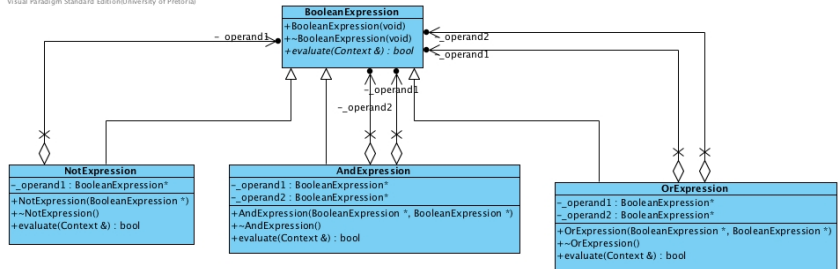 Visual Paradigm Standard Edition(University of Pretoria)
BooleanExpression
+BooleanExpression(void)
+~BooleanExpression(void)
+evaluate(Context &) : bool
-_operand1
-_operand2
-_operand1
-_operand1
-_operand2
NotExpression
-_operand1 : BooleanExpression*
+NotExpression(BooleanExpression *)
+~NotExpression()
+evaluate(Context &) : bool
AndExpression
-_operand1 : BooleanExpression*
-_operand2 : BooleanExpression*
+AndExpression(BooleanExpression *, BooleanExpression *)
+~AndExpression()
+evaluate(Context &) : bool
OrExpression
-_operand1 : BooleanExpression*
-_operand2 : BooleanExpression*
+OrExpression(BooleanExpression *, BooleanExpression *)
+~OrExpression()
+evaluate(Context &) : bool